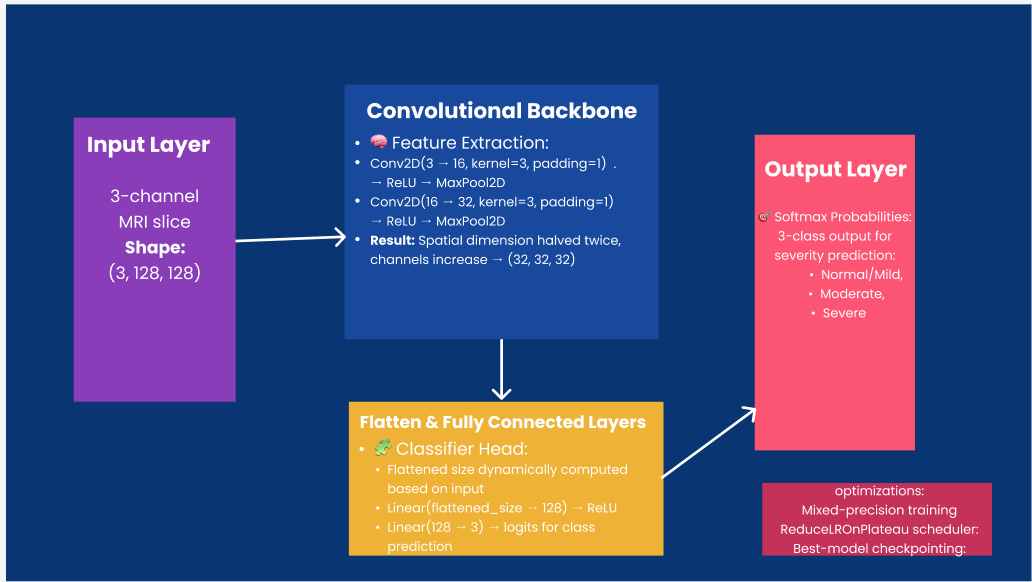 Input Layer
3-channel
MRI slice
Shape:
(3, 128, 128)
Convolutional Backbone
• 🧠 Feature Extraction:
• Conv2D(3 → 16, kernel=3, padding=1) .
→ ReLU → MaxPool2D
• Conv2D(16 → 32, kernel=3, padding=1)
→ ReLU → MaxPool2D
• Result: Spatial dimension halved twice,
channels increase → (32, 32, 32)
Flatten & Fully Connected Layers
• 🧩 Classifier Head:
• Flattened size dynamically computed
based on input
• Linear(flattened_size → 128) → ReLU
• Linear(128 → 3) → logits for class
prediction
Output Layer
🎯 Softmax Probabilities:
3-class output for
severity prediction:
• Normal/Mild,
• Moderate,
• Severe
optimizations:
Mixed-precision training
ReduceLROnPlateau scheduler:
Best-model checkpointing: